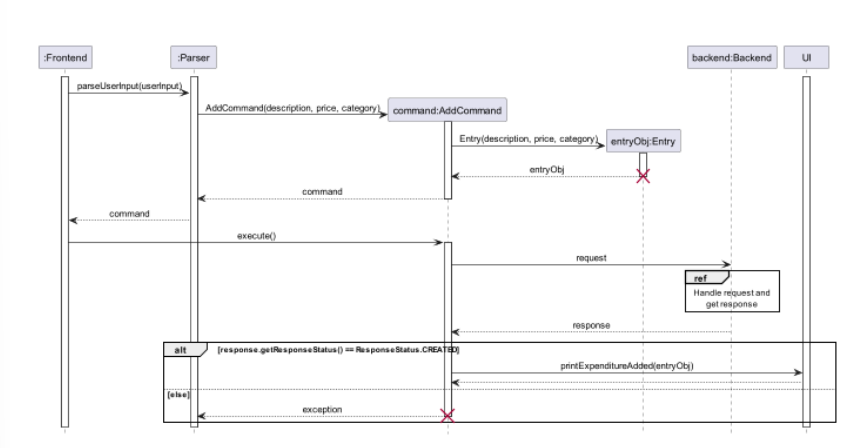 :Frontend
:Parser
backend:Backend
UI
parseUserInput(userInput)
AddCommand(description, price, category)
command:AddCommand
Entry(description, price, category)
entryObj:Entry
entryObj
command
command
execute()
request
ref
Handle request and
get response
response
alt
[response.getResponseStatus() == ResponseStatus.CREATED]
printExpenditureAdded(entryObj)
[else]
exception